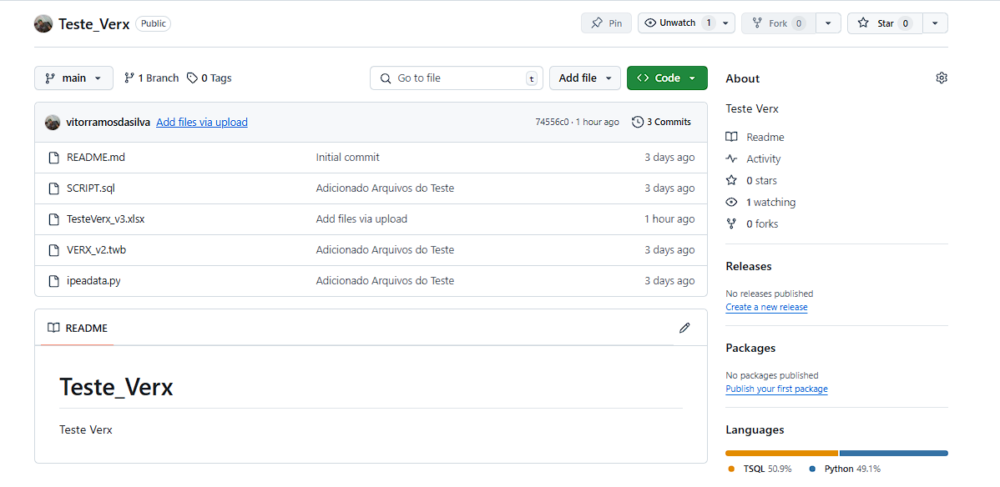 Teste_Verx Public Pin Unwatch 1 Fork 0 Star 0
main 1 Branch 0 Tags Go to file t Add file <> Code
vitorramosdasilva Add files via upload 74556c0 · 1 hour ago 3 Commits
README.md Initial commit 3 days ago
SCRIPT.sql Adicionado Arquivos do Teste 3 days ago
TesteVerx_v3.xlsx Add files via upload 1 hour ago
VERX_v2.twb Adicionado Arquivos do Teste 3 days ago
ipeadata.py Adicionado Arquivos do Teste 3 days ago
README
Teste_Verx
Teste Verx
About
Teste Verx
Readme
Activity
0 stars
1 watching
0 forks
Releases
No releases published
Create a new release
Packages
No packages published
Publish your first package
Languages
TSQL 50.9% Python 49.1%